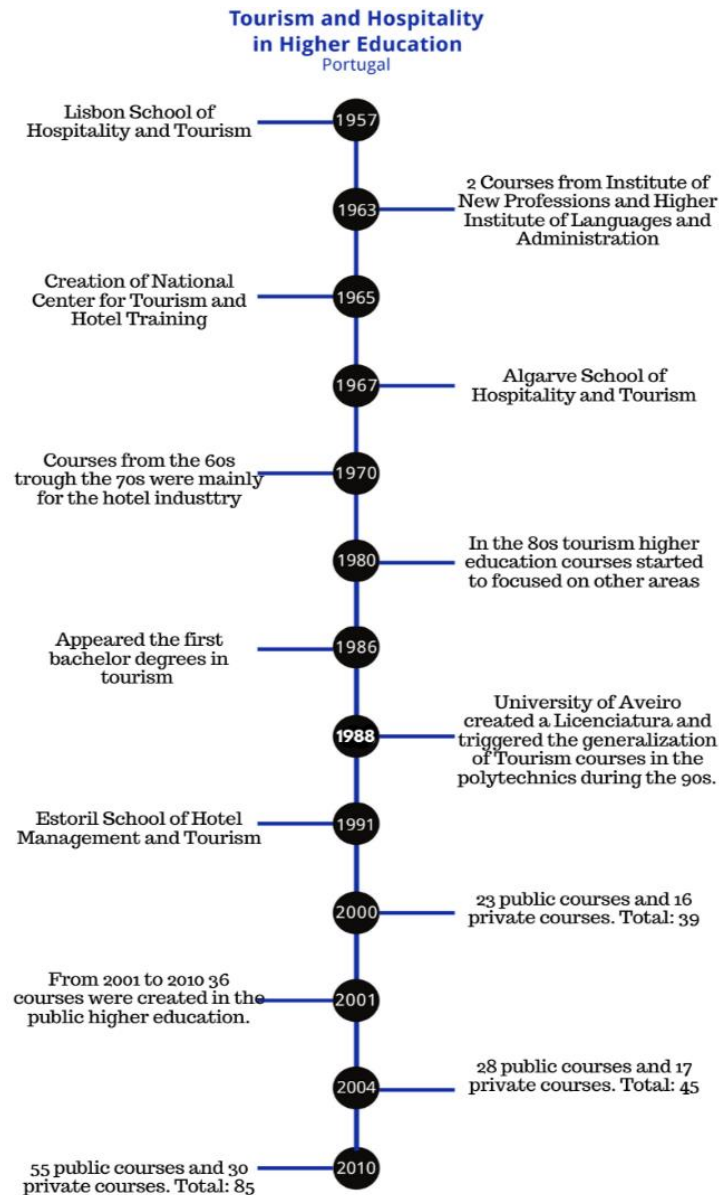 Tourism and Hospitality
in Higher Education
Portugal
Lisbon School of
Hospitality and Tourism
1957
1963
2 Courses from Institute of
New Professions and Higher
Institute of Languages and
Administration
Creation of National
Center for Tourism and
Hotel Training
1965
1967
Algarve School of
Hospitality and Tourism
Courses from the 60s
trough the 70s were mainly
for the hotel industtry
1970
1980
In the 80s tourism higher
education courses started
to focused on other areas
Appeared the first
bachelor degrees in
tourism
1986
1988
University of Aveiro
created a Licenciatura and
triggered the generalization
of Tourism courses in the
polytechnics during the 90s.
Estoril School of Hotel
Management and Tourism
1991
2000
23 public courses and 16
private courses. Total: 39
From 2001 to 2010 36
courses were created in the
public higher education.
2001
2004
28 public courses and 17
private courses. Total: 45
55 public courses and 30
private courses. Total: 85
2010